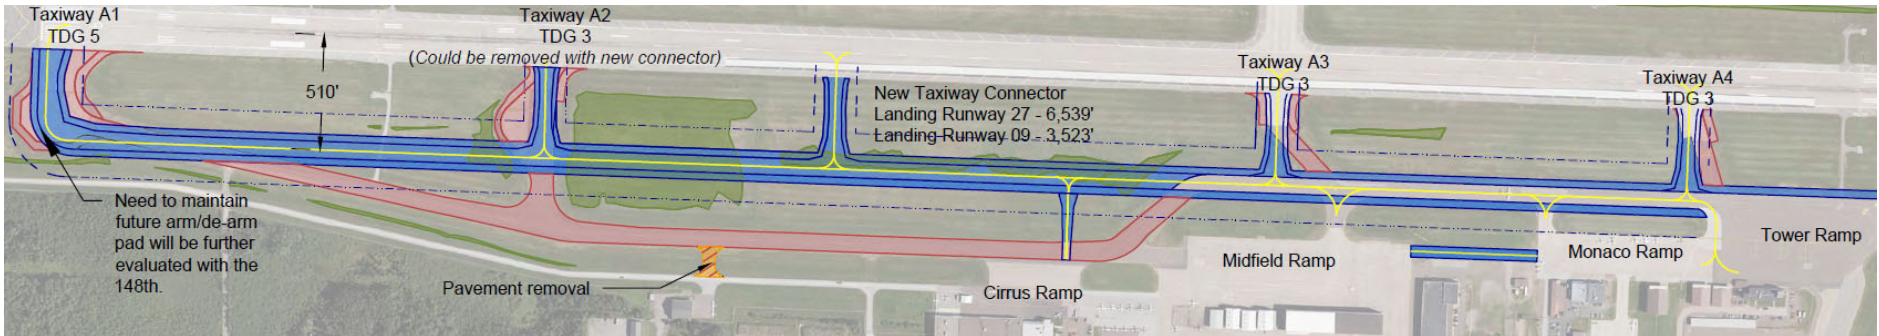 Taxiway A1
TDG 5
Taxiway A2
TDG 3
(Could be removed with new connector)
510'
New Taxiway Connector
Landing Runway 27 - 6,539'
Landing Runway 09 - 3,523'
Taxiway A3
TDG 3
Taxiway A4
TDG 3
Need to maintain
future arm/de-arm
pad will be further
evaluated with the
148th.
Pavement removal
Cirrus Ramp
Midfield Ramp
Monaco Ramp
Tower Ramp